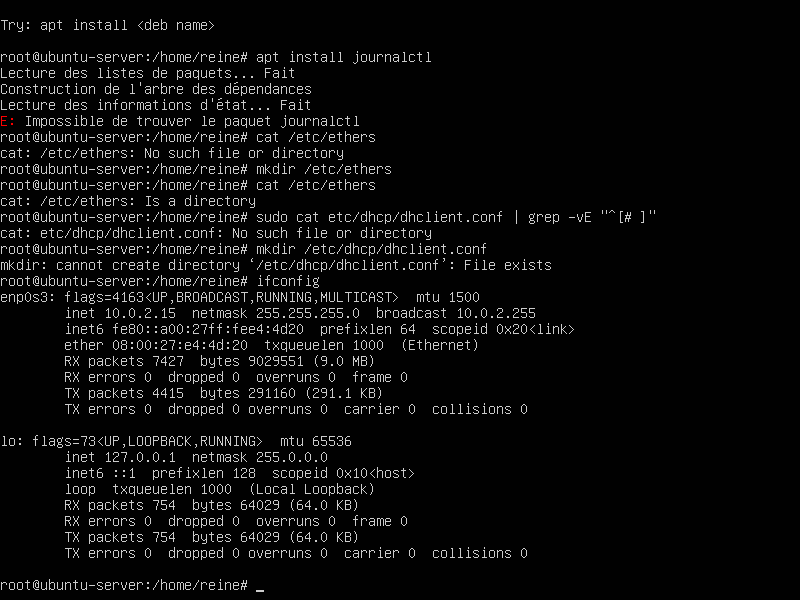 Try: apt install <deb name>
root@ubuntu-server:/home/reine# apt install journalctl
Lecture des listes de paquets... Fait
Construction de l'arbre des dépendances
Lecture des informations d'état... Fait
E: Impossible de trouver le paquet journalctl
root@ubuntu-server:/home/reine# cat /etc/ethers
cat: /etc/ethers: No such file or directory
root@ubuntu-server:/home/reine# mkdir /etc/ethers
root@ubuntu-server:/home/reine# cat /etc/ethers
cat: /etc/ethers: Is a directory
root@ubuntu-server:/home/reine# sudo cat etc/dhcp/dhclient.conf | grep -vE "^[# ]"
cat: etc/dhcp/dhclient.conf: No such file or directory
root@ubuntu-server:/home/reine# mkdir /etc/dhcp/dhclient.conf
mkdir: cannot create directory ‘/etc/dhcp/dhclient.conf’: File exists
root@ubuntu-server:/home/reine# ifconfig
enp0s3: flags=4163<UP,BROADCAST,RUNNING,MULTICAST>  mtu 1500
        inet 10.0.2.15  netmask 255.255.255.0  broadcast 10.0.2.255
        inet6 fe80::a00:27ff:fee4:4d20  prefixlen 64  scopeid 0x20<link>
        ether 08:00:27:e4:4d:20  txqueuelen 1000  (Ethernet)
        RX packets 7427  bytes 9029551 (9.0 MB)
        RX errors 0  dropped 0  overruns 0  frame 0
        TX packets 4415  bytes 291160 (291.1 KB)
        TX errors 0  dropped 0 overruns 0  carrier 0  collisions 0
lo: flags=73<UP,LOOPBACK,RUNNING>  mtu 65536
        inet 127.0.0.1  netmask 255.0.0.0
        inet6 ::1  prefixlen 128  scopeid 0x10<host>
        loop  txqueuelen 1000  (Local Loopback)
        RX packets 754  bytes 64029 (64.0 KB)
        RX errors 0  dropped 0  overruns 0  frame 0
        TX packets 754  bytes 64029 (64.0 KB)
        TX errors 0  dropped 0 overruns 0  carrier 0  collisions 0
root@ubuntu-server:/home/reine# _